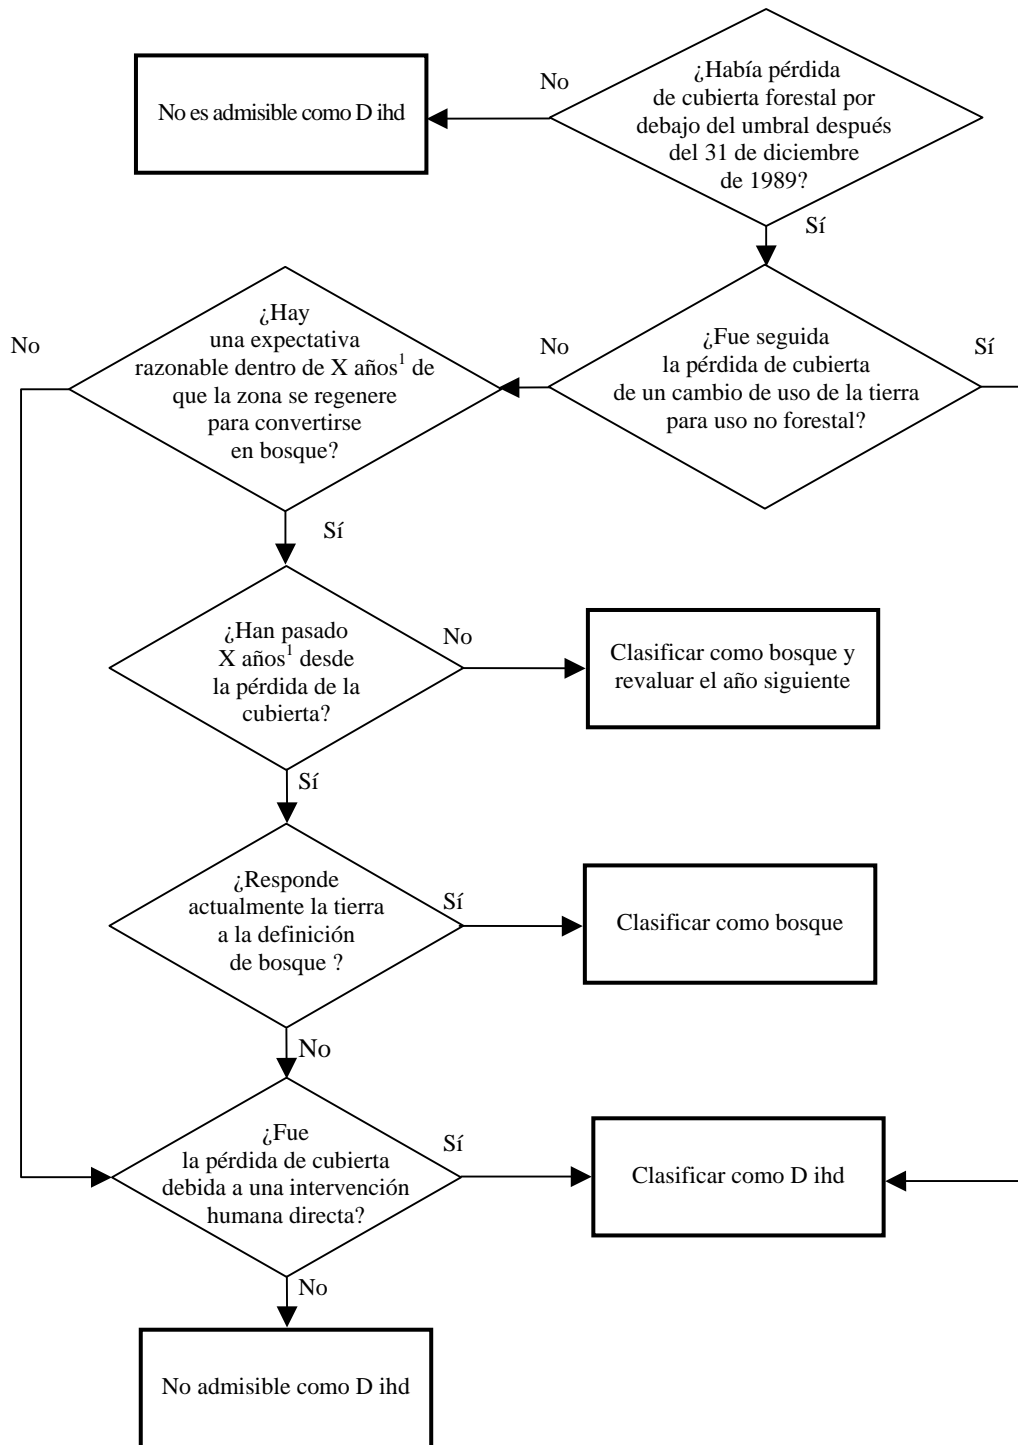 No es admisible como D ihd
No
¿Había pérdida
de cubierta forestal por
debajo del umbral después
del 31 de diciembre
de 1989?
Sí
No
¿Hay
una expectativa
razonable dentro de X años¹ de
que la zona se regenere
para convertirse
en bosque?
No
¿Fue seguida
la pérdida de cubierta
de un cambio de uso de la tierra
para uso no forestal?
Sí
Sí
¿Han pasado
X años¹ desde
la pérdida de la
cubierta?
No
Clasificar como bosque y
revaluar el año siguiente
Sí
¿Responde
actualmente la tierra
a la definición
de bosque ?
Sí
Clasificar como bosque
No
¿Fue
la pérdida de cubierta
debida a una intervención
humana directa?
Sí
Clasificar como D ihd
No
No admisible como D ihd